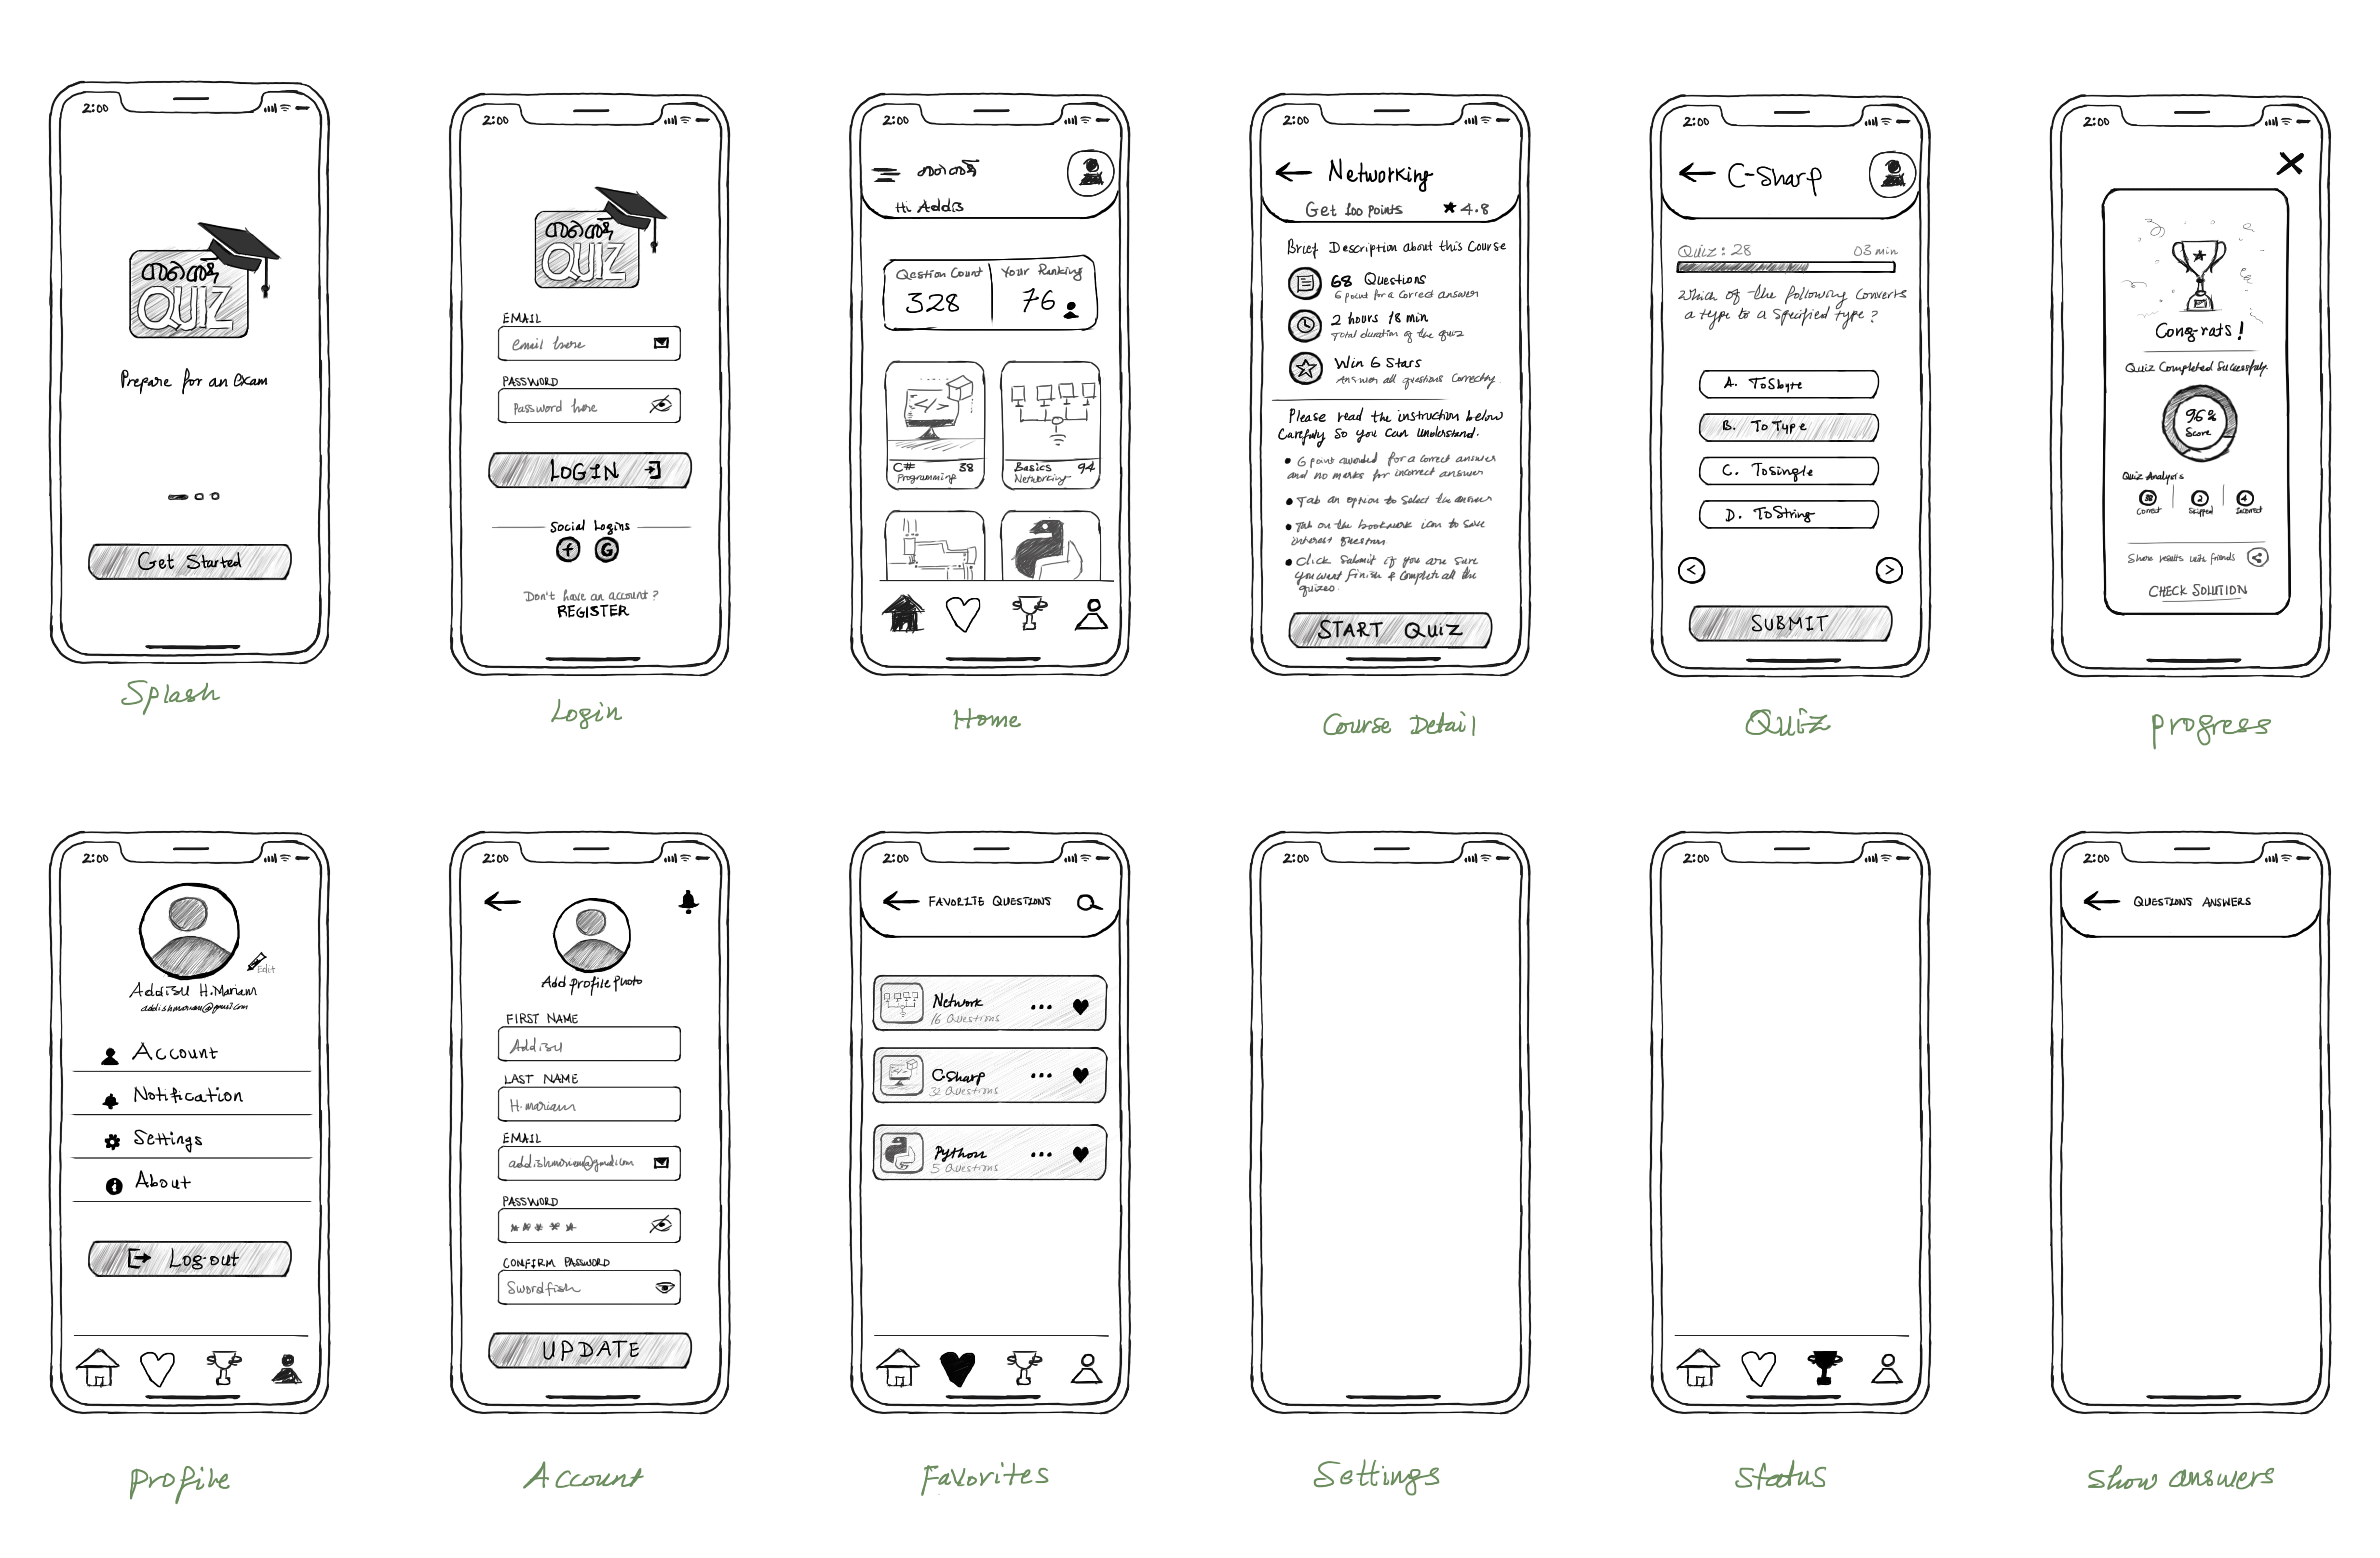 2:00
QUIZ
Prepare for an Exam
Get Started
Splash
2:00
QUIZ
EMAIL
email here
PASSWORD
Password here
LOGIN
Social Logins
f G
Don't have an account?
REGISTER
Login
2:00
Hi Addis
Qestion Count
328
Your Ranking
76
</>
C# 38
Programming
Basics 94
Networking
Home
2:00
Networking
Get 100 points ★ 4.8
Brief Description about this Course
68 Questions
6 point for a correct answer
2 hours 18 min
Total duration of the quiz
Win 6 Stars
Answer all questions Correctly.
Please read the instruction below
Carefuly So you Can Understand.
• 6 point awarded for a correct answer
and no marks for incorrect answer
• Tab an option to Select the answer
• Tab on the bookmark icon to Save
interest question
• Click Submit if you are sure
you want Finish & Complete all the
quizes.
START QUIZ
Course Detail
2:00
C-Sharp
Quiz : 28 03 min
Which of the following Converts
a type to a Specified type ?
A. ToSbyte
B. ToType
C. Tosingle
D. ToString
< >
SUBMIT
Quiz
2:00
Congrats!
Quiz Completed Successfuly.
96%
Score
Quiz Analysis
38 2 4
Correct Skipped Incorrect
Share results with friends
CHECK SOLUTION
progress
2:00
Edit
Addisu H.Mariam
addishmariam@gmail.com
Account
Notification
Settings
About
Log-out
Profile
2:00
Add profile Photo
FIRST NAME
Addisu
LAST NAME
H.mariam
EMAIL
addishmariam@gmail.com
PASSWORD
*****
CONFIRM PASSWORD
Swordfish
UPDATE
Account
2:00
FAVORITE QUESTIONS
Network
16 Questions
C-Sharp
32 Questions
Python
5 Questions
Favorites
2:00
Settings
2:00
Status
2:00
QUESTIONS ANSWERS
Show answers